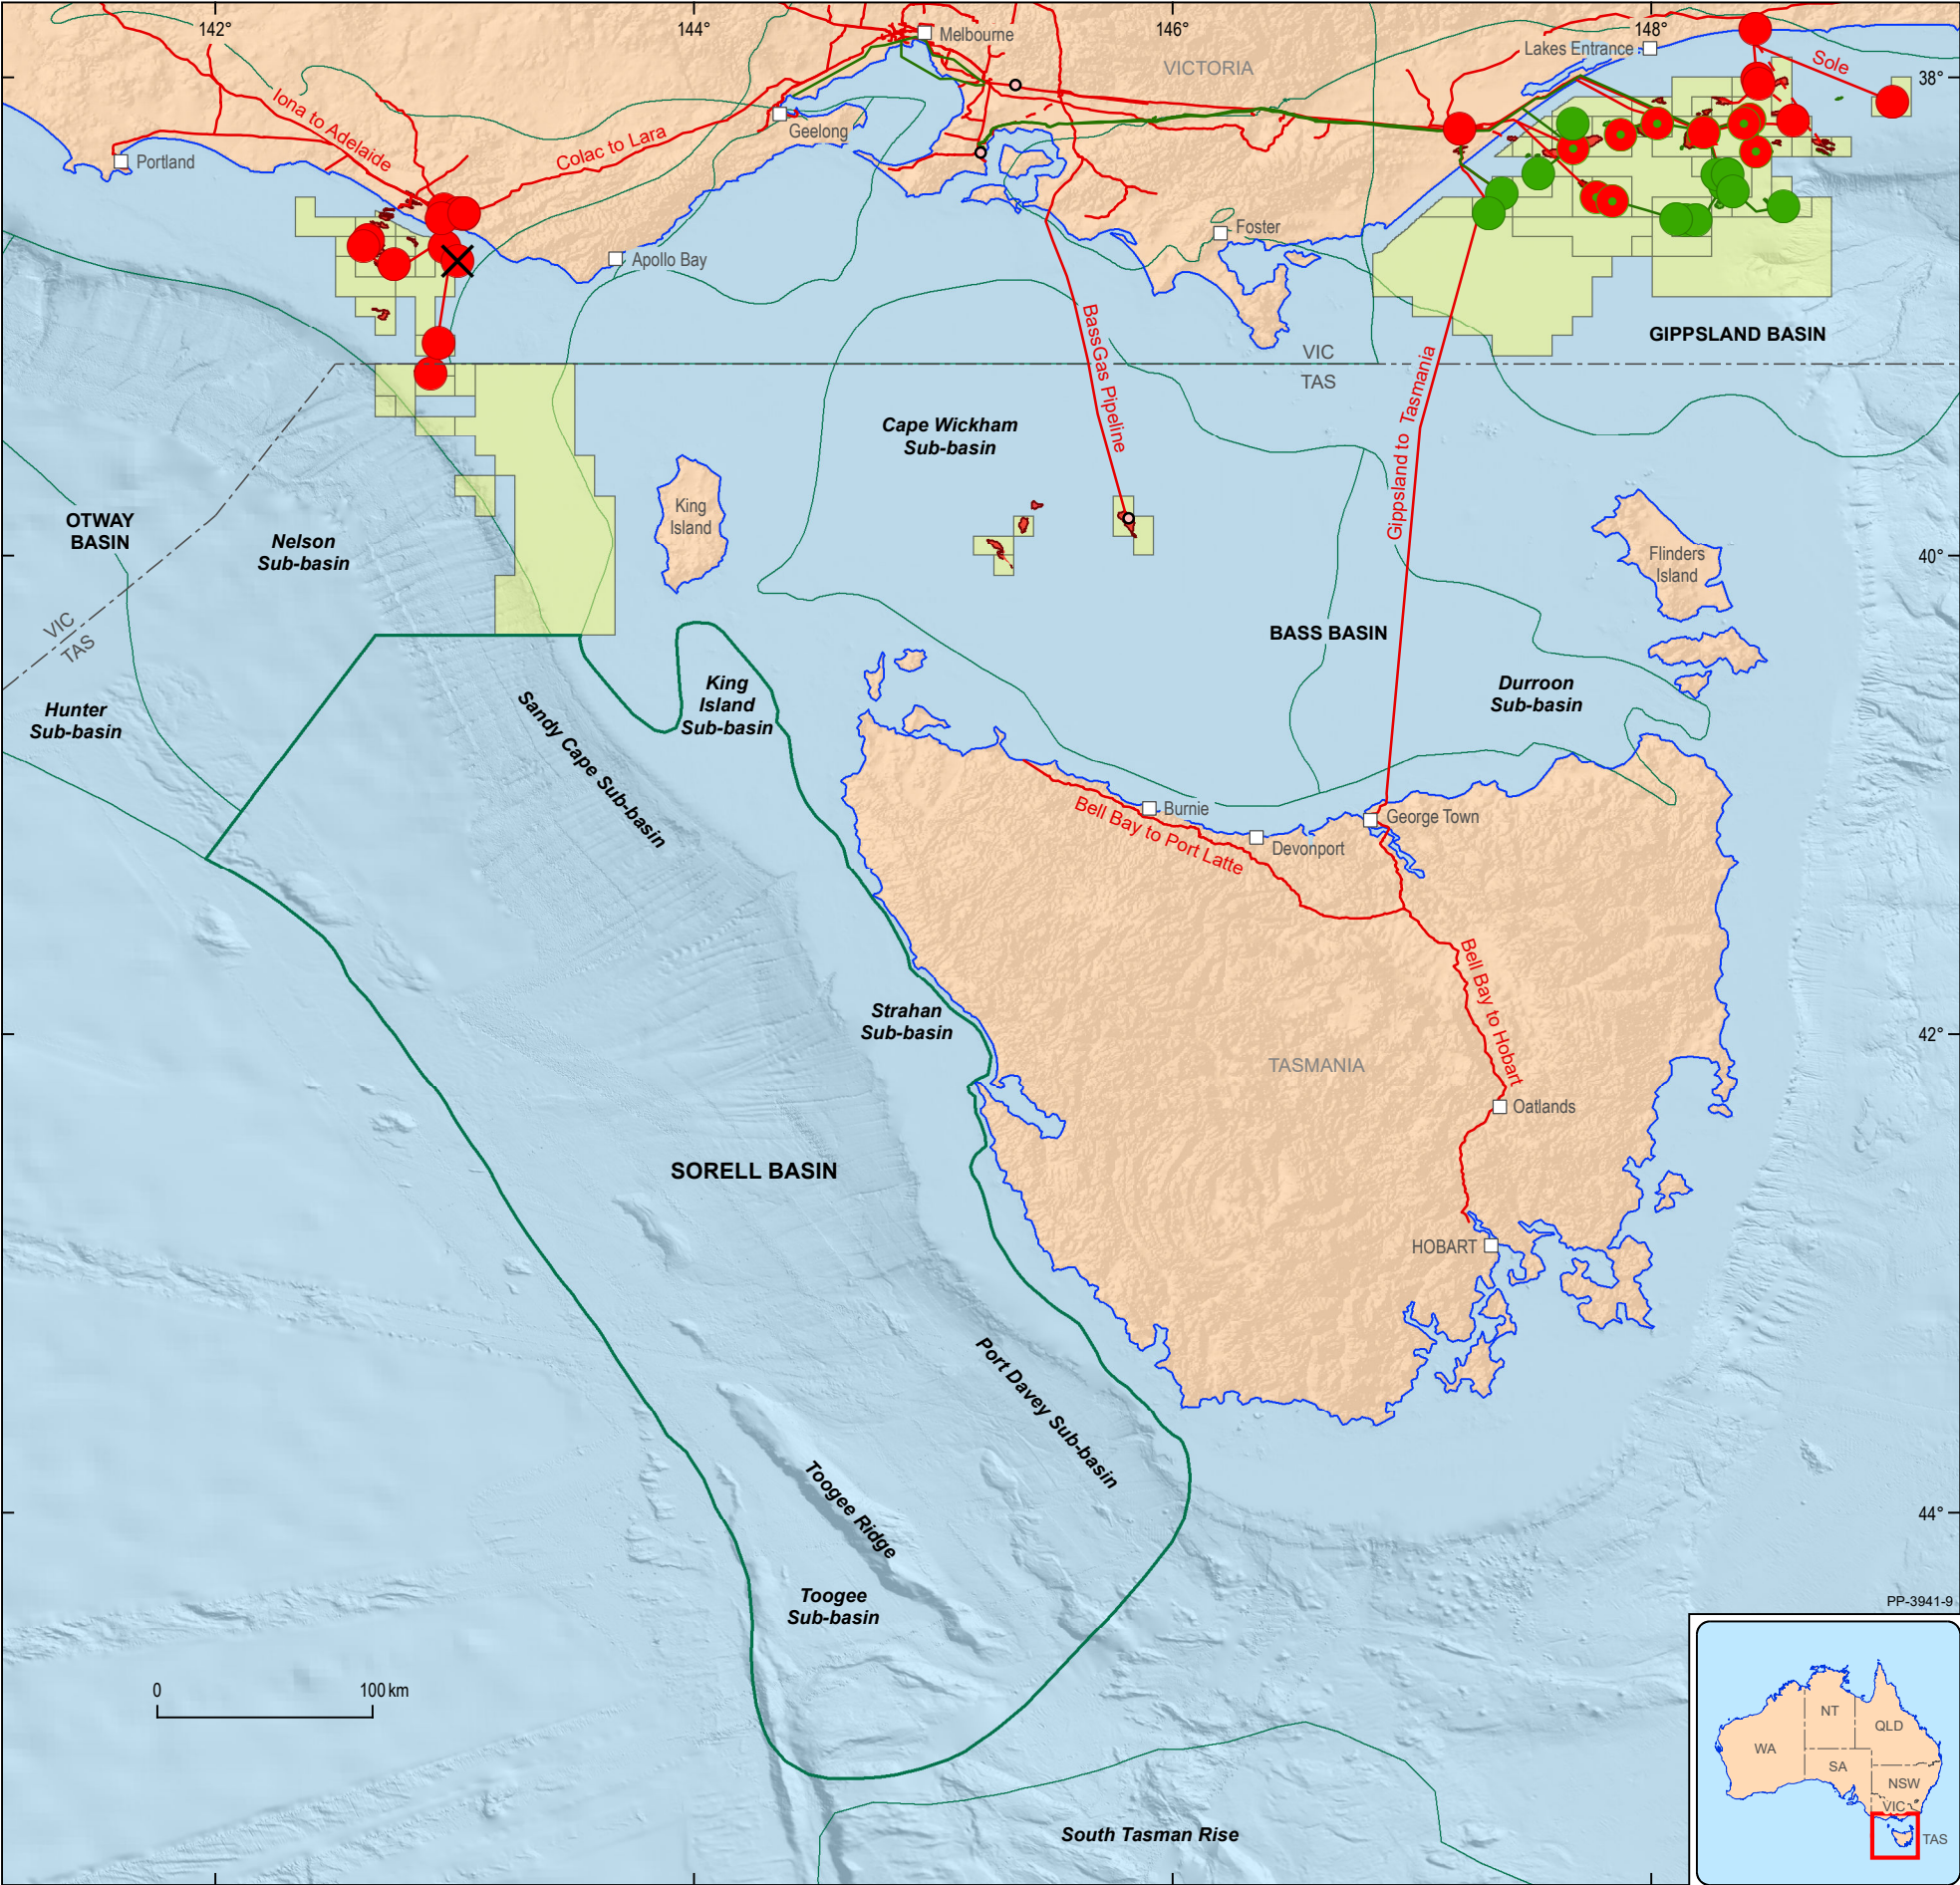 142°
144°
146°
148°
Melbourne
Lakes Entrance
VICTORIA
Sole
38°
Iona to Adelaide
Colac to Lara
Geelong
Portland
Foster
Apollo Bay
BassGas Pipeline
GIPPSLAND BASIN
VIC
TAS
Gippsland to Tasmania
Cape Wickham
Sub-basin
King
Island
OTWAY
BASIN
Nelson
Sub-basin
Flinders
Island
40°
VIC
TAS
BASS BASIN
Hunter
Sub-basin
King
Island
Sub-basin
Durroon
Sub-basin
Sandy Cape Sub-basin
Burnie
Bell Bay to Port Latte
George Town
Devonport
Strahan
Sub-basin
Bell Bay to Hobart
42°
TASMANIA
Oatlands
SORELL BASIN
HOBART
Port Davey Sub-basin
Toogee Ridge
44°
Toogee
Sub-basin
PP-3941-9
0
100 km
South Tasman Rise
NT
QLD
WA
SA
NSW
VIC
TAS